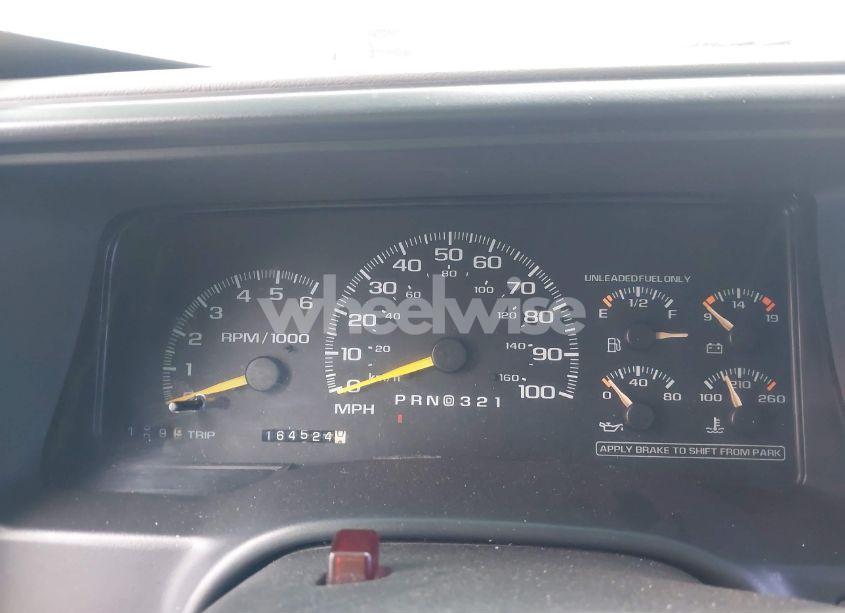 wheelwise
1 2 3 4 5 6
RPM/1000
0 10 20 30 40 50 60 70 80 90 100
20 40 60 80 100 120 140 160
km/h
MPH
PRN D 3 2 1
TRIP
164524
UNLEADED FUEL ONLY
E 1/2 F
9 14 19
0 40 80
100 210 260
APPLY BRAKE TO SHIFT FROM PARK